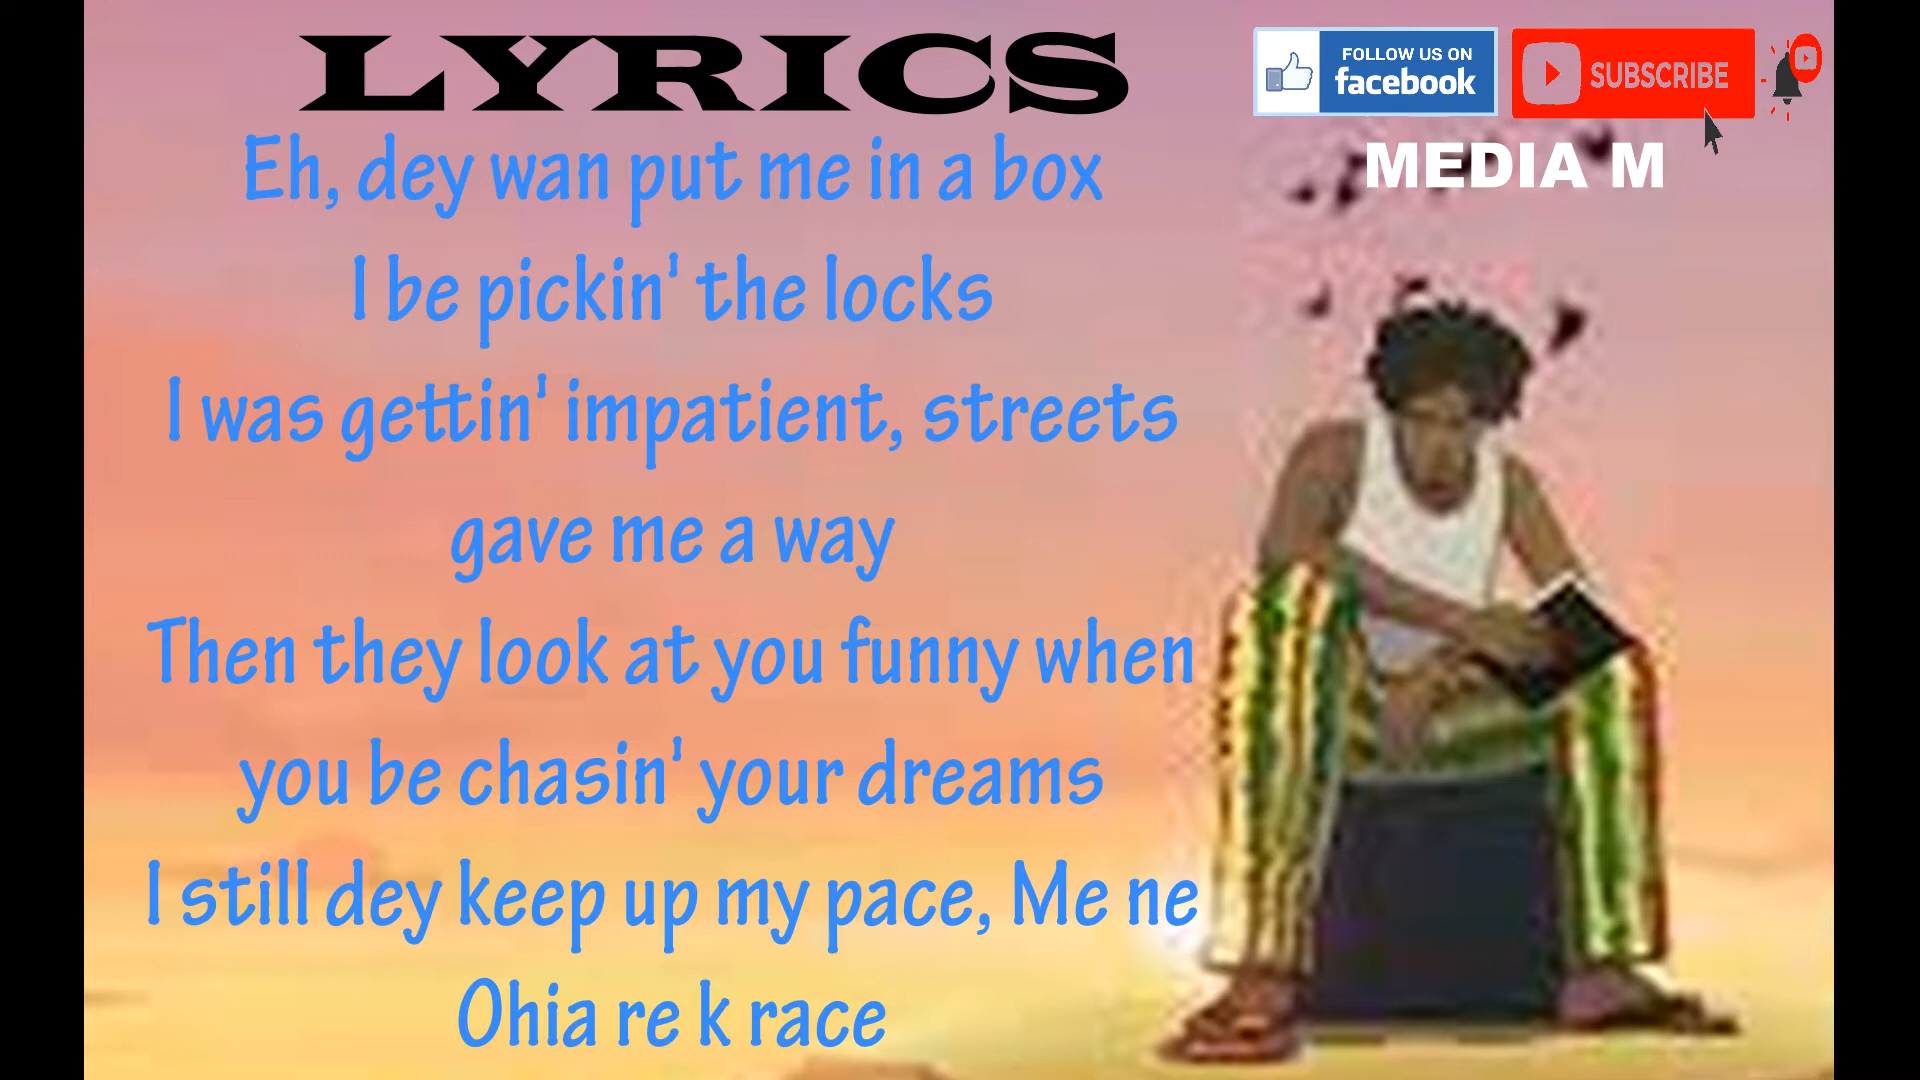 LYRICS
FOLLOW US ON
facebook
SUBSCRIBE
MEDIA M
Eh, dey wan put me in a box
I be pickin' the locks
I was gettin' impatient, streets
gave me a way
Then they look at you funny when
you be chasin' your dreams
I still dey keep up my pace, Me ne
Ohia re k race